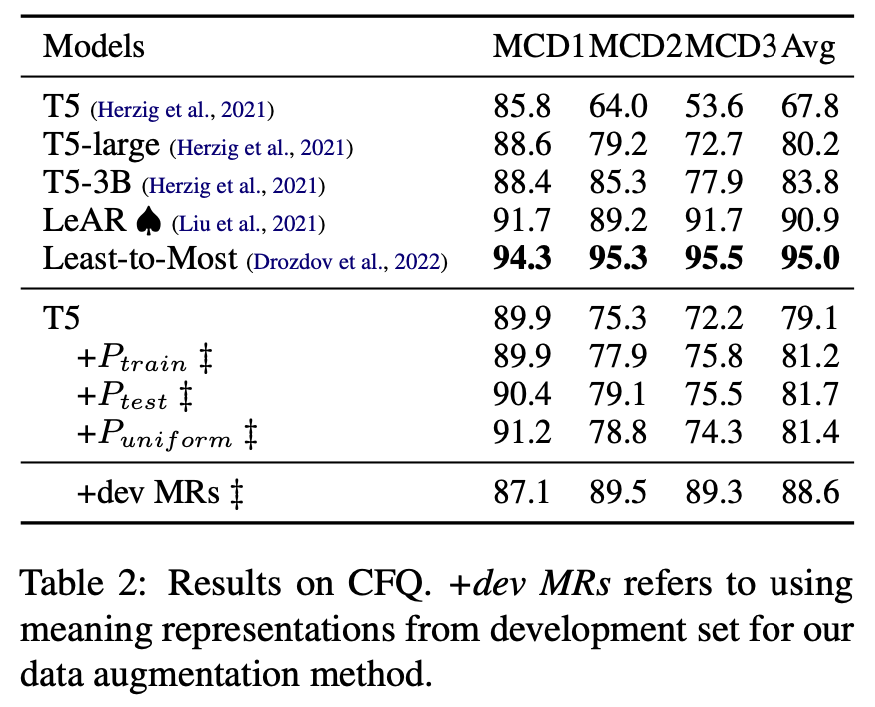 Models MCD1 MCD2 MCD3 Avg
T5 (Herzig et al., 2021) 85.8 64.0 53.6 67.8
T5-large (Herzig et al., 2021) 88.6 79.2 72.7 80.2
T5-3B (Herzig et al., 2021) 88.4 85.3 77.9 83.8
LeAR ♠ (Liu et al., 2021) 91.7 89.2 91.7 90.9
Least-to-Most (Drozdov et al., 2022) 94.3 95.3 95.5 95.0
T5 89.9 75.3 72.2 79.1
+P_train ‡ 89.9 77.9 75.8 81.2
+P_test ‡ 90.4 79.1 75.5 81.7
+P_uniform ‡ 91.2 78.8 74.3 81.4
+dev MRs ‡ 87.1 89.5 89.3 88.6
Table 2: Results on CFQ. +dev MRs refers to using
meaning representations from development set for our
data augmentation method.